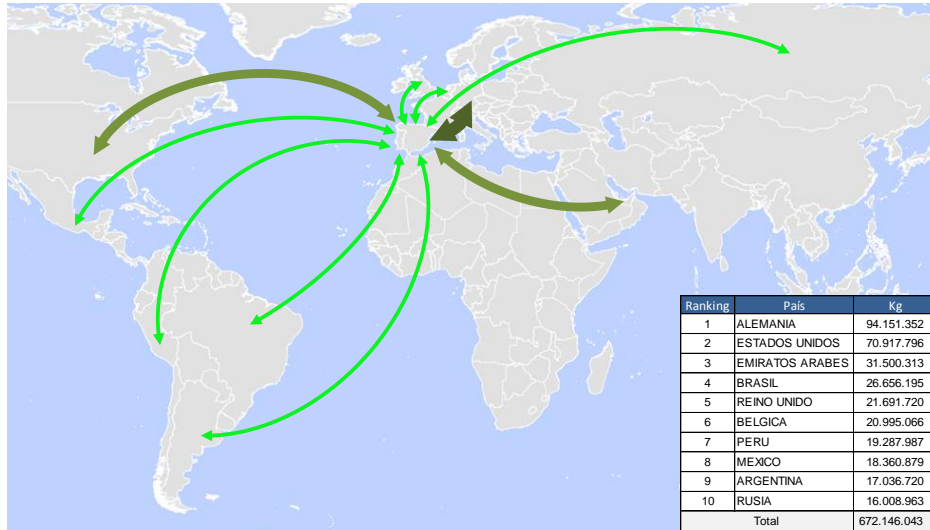 Ranking País Kg
1 ALEMANIA 94.151.352
2 ESTADOS UNIDOS 70.917.796
3 EMIRATOS ARABES 31.500.313
4 BRASIL 26.656.195
5 REINO UNIDO 21.691.720
6 BELGICA 20.995.066
7 PERU 19.287.987
8 MEXICO 18.360.879
9 ARGENTINA 17.036.720
10 RUSIA 16.008.963
Total 672.146.043